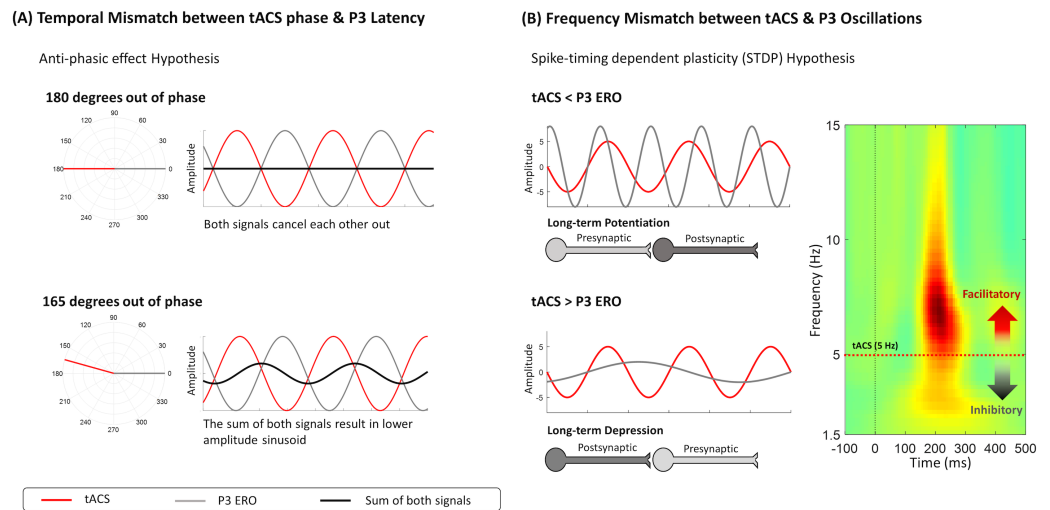 (A) Temporal Mismatch between tACS phase & P3 Latency
Anti-phasic effect Hypothesis
180 degrees out of phase
90
120
60
150
30
180
0
210
330
240
300
270
Amplitude
Both signals cancel each other out
165 degrees out of phase
90
120
60
150
30
180
0
210
330
240
300
270
Amplitude
The sum of both signals result in lower
amplitude sinusoid
tACS
P3 ERO
Sum of both signals
(B) Frequency Mismatch between tACS & P3 Oscillations
Spike-timing dependent plasticity (STDP) Hypothesis
tACS < P3 ERO
Amplitude
5
0
-5
Long-term Potentiation
Presynaptic
Postsynaptic
tACS > P3 ERO
Amplitude
5
0
-5
Long-term Depression
Postsynaptic
Presynaptic
Frequency (Hz)
15
10
5
1.5
Facilitatory
tACS (5 Hz)
Inhibitory
-100 0 100 200 300 400 500
Time (ms)